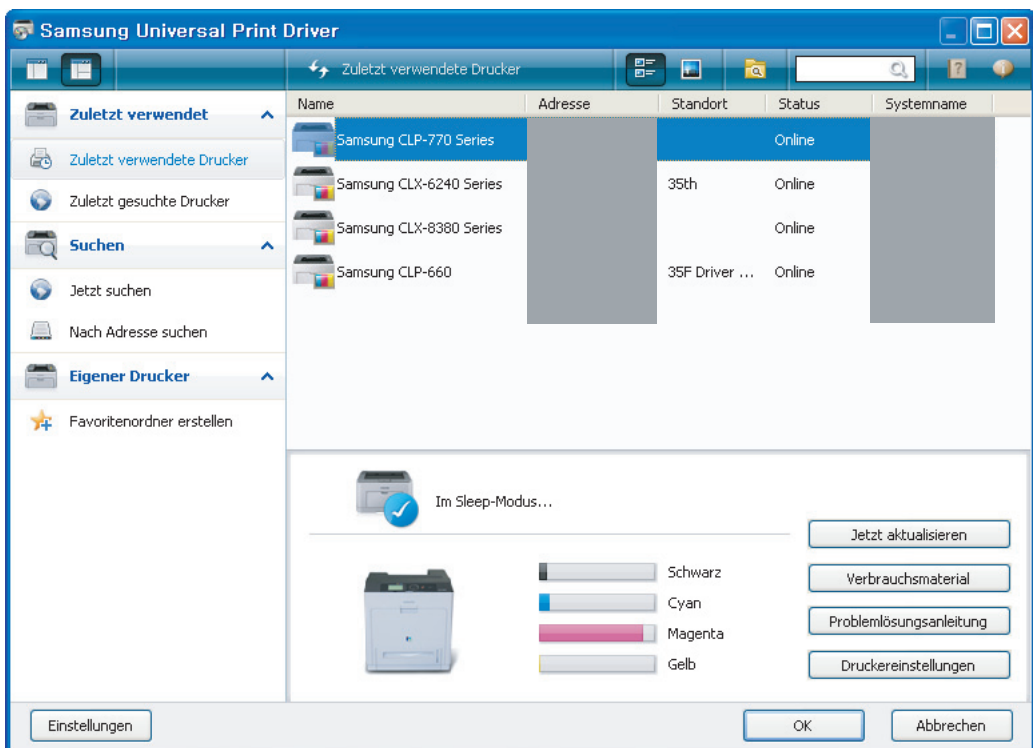 Samsung Universal Print Driver
Zuletzt verwendete Drucker
Zuletzt verwendet
Zuletzt verwendete Drucker
Zuletzt gesuchte Drucker
Suchen
Jetzt suchen
Nach Adresse suchen
Eigener Drucker
Favoritenordner erstellen
Name Adresse Standort Status Systemname
Samsung CLP-770 Series Online
Samsung CLX-6240 Series 35th Online
Samsung CLX-8380 Series Online
Samsung CLP-660 35F Driver ... Online
Im Sleep-Modus...
Schwarz
Cyan
Magenta
Gelb
Jetzt aktualisieren
Verbrauchsmaterial
Problemlösungsanleitung
Druckereinstellungen
Einstellungen
OK
Abbrechen